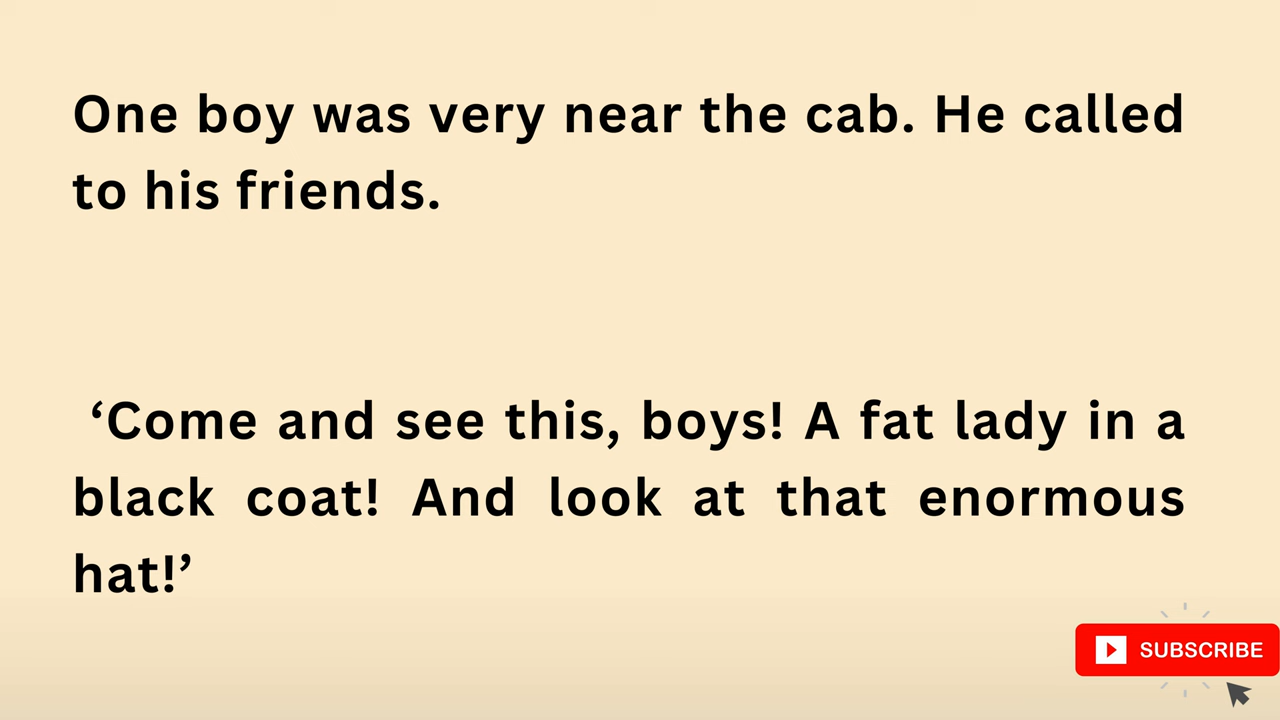 One boy was very near the cab. He called
to his friends.
‘Come and see this, boys! A fat lady in a
black coat! And look at that enormous
hat!’
SUBSCRIBE